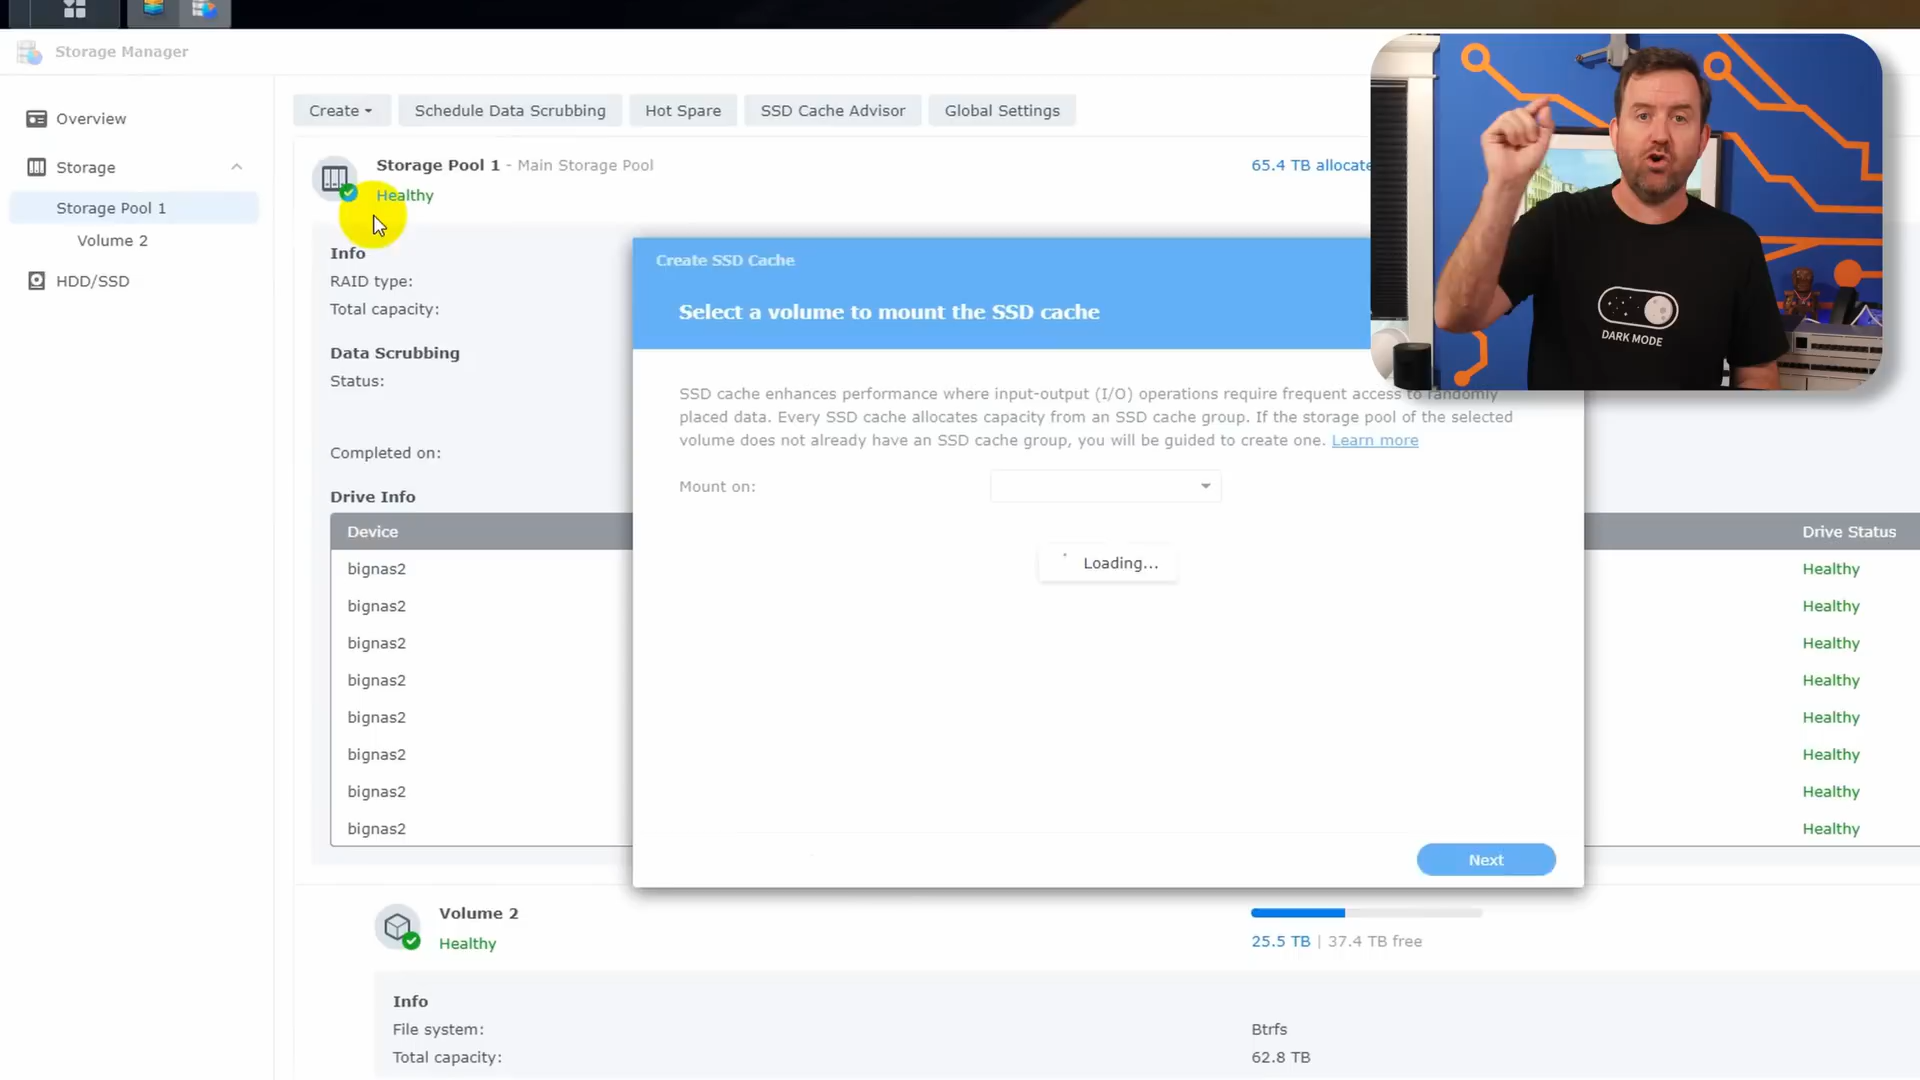 Storage Manager
Overview
Storage
Storage Pool 1
Volume 2
HDD/SSD
Create
Schedule Data Scrubbing
Hot Spare
SSD Cache Advisor
Global Settings
Storage Pool 1 - Main Storage Pool
65.4 TB allocate
Healthy
Info
RAID type:
Total capacity:
Data Scrubbing
Status:
Completed on:
Drive Info
Device
Drive Status
bignas2
Healthy
bignas2
Healthy
bignas2
Healthy
bignas2
Healthy
bignas2
Healthy
bignas2
Healthy
bignas2
Healthy
bignas2
Healthy
Create SSD Cache
Select a volume to mount the SSD cache
SSD cache enhances performance where input-output (I/O) operations require frequent access to randomly
placed data. Every SSD cache allocates capacity from an SSD cache group. If the storage pool of the selected
volume does not already have an SSD cache group, you will be guided to create one. Learn more
Mount on:
Loading...
Next
Volume 2
Healthy
25.5 TB | 37.4 TB free
Info
File system:
Btrfs
Total capacity:
62.8 TB
DARK MODE